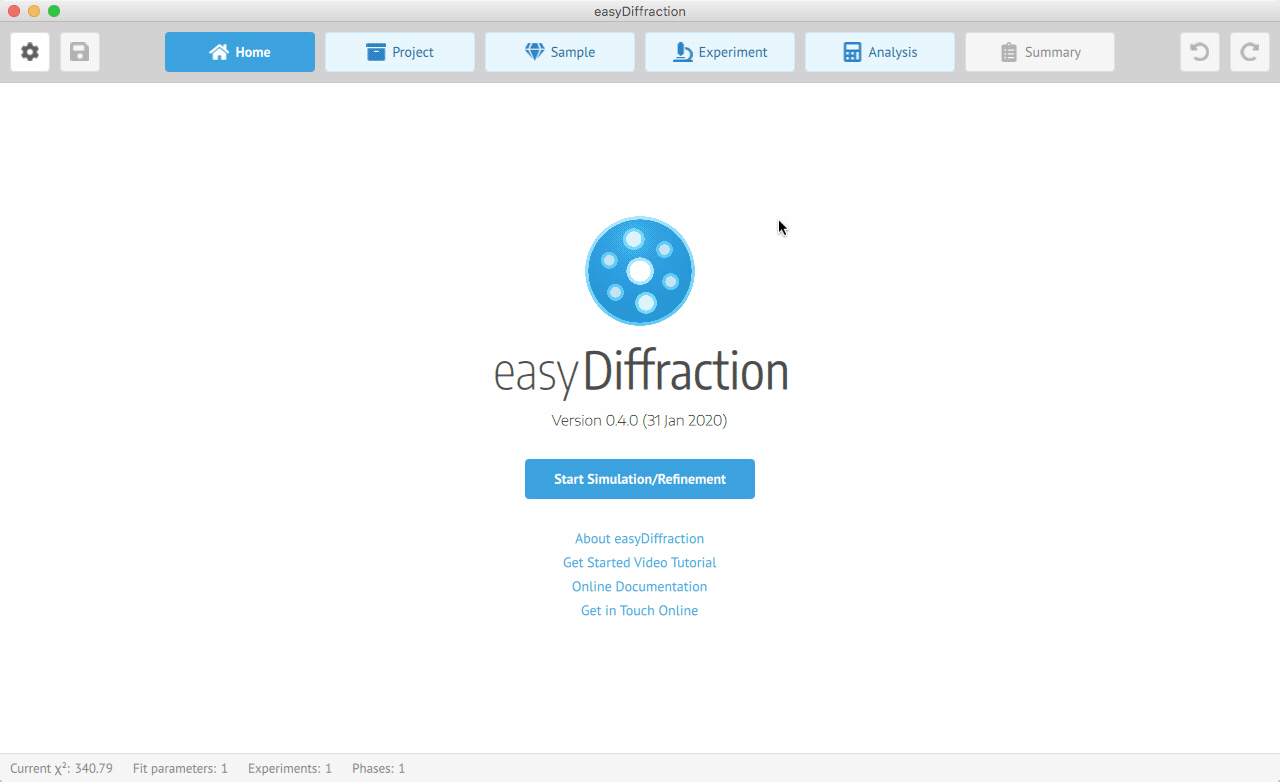 easyDiffraction
Home Project Sample Experiment Analysis Summary
easyDiffraction
Version 0.4.0 (31 Jan 2020)
Start Simulation/Refinement
About easyDiffraction
Get Started Video Tutorial
Online Documentation
Get in Touch Online
Current χ²: 340.79 Fit parameters: 1 Experiments: 1 Phases: 1